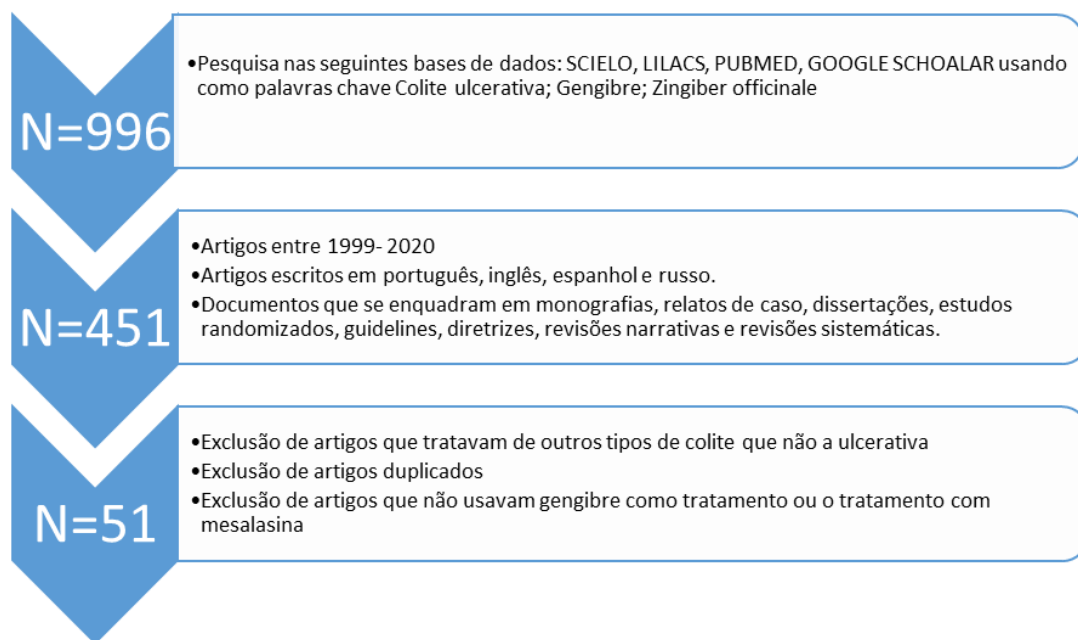 N=996
•Pesquisa nas seguintes bases de dados: SCIELO, LILACS, PUBMED, GOOGLE SCHOALAR usando
como palavras chave Colite ulcerativa; Gengibre; Zingiber officinale
N=451
•Artigos entre 1999- 2020
•Artigos escritos em português, inglês, espanhol e russo.
•Documentos que se enquadram em monografias, relatos de caso, dissertações, estudos
randomizados, guidelines, diretrizes, revisões narrativas e revisões sistemáticas.
N=51
•Exclusão de artigos que tratavam de outros tipos de colite que não a ulcerativa
•Exclusão de artigos duplicados
•Exclusão de artigos que não usavam gengibre como tratamento ou o tratamento com
mesalasina